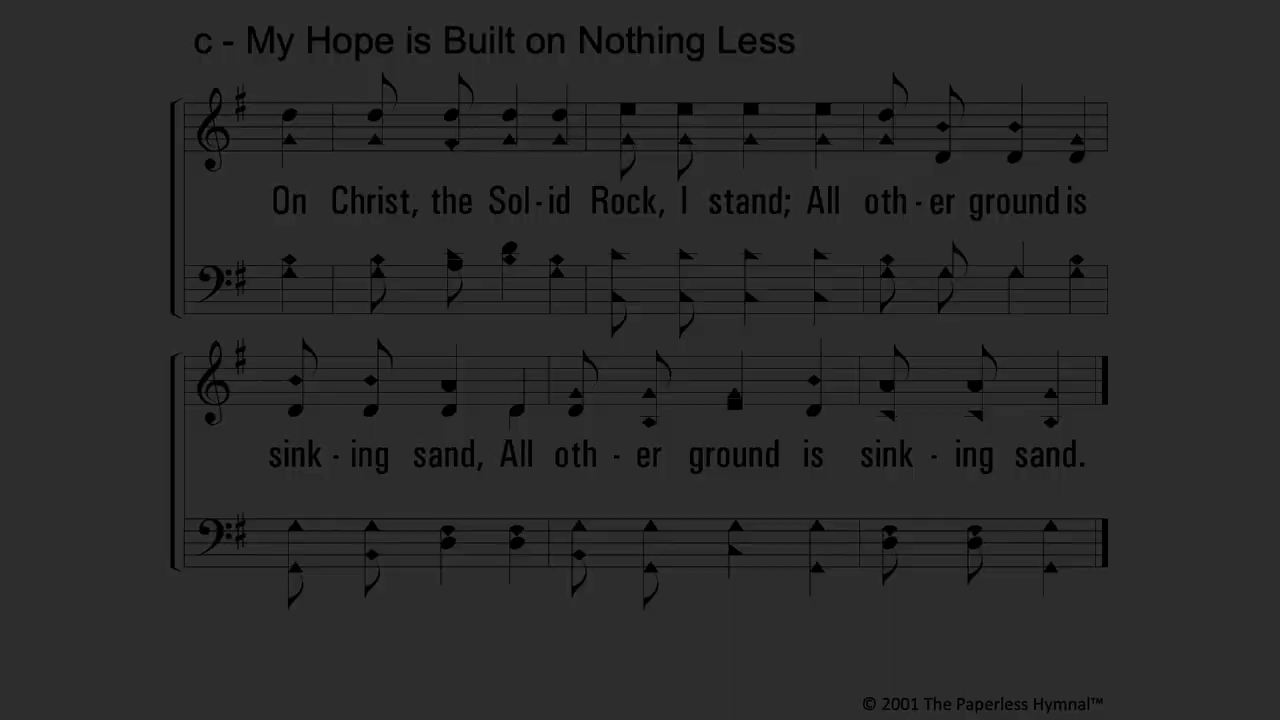 c - My Hope is Built on Nothing Less
On Christ, the Sol - id Rock, I stand; All oth - er ground is
sink - ing sand, All oth - er ground is sink - ing sand.
© 2001 The Paperless Hymnal™